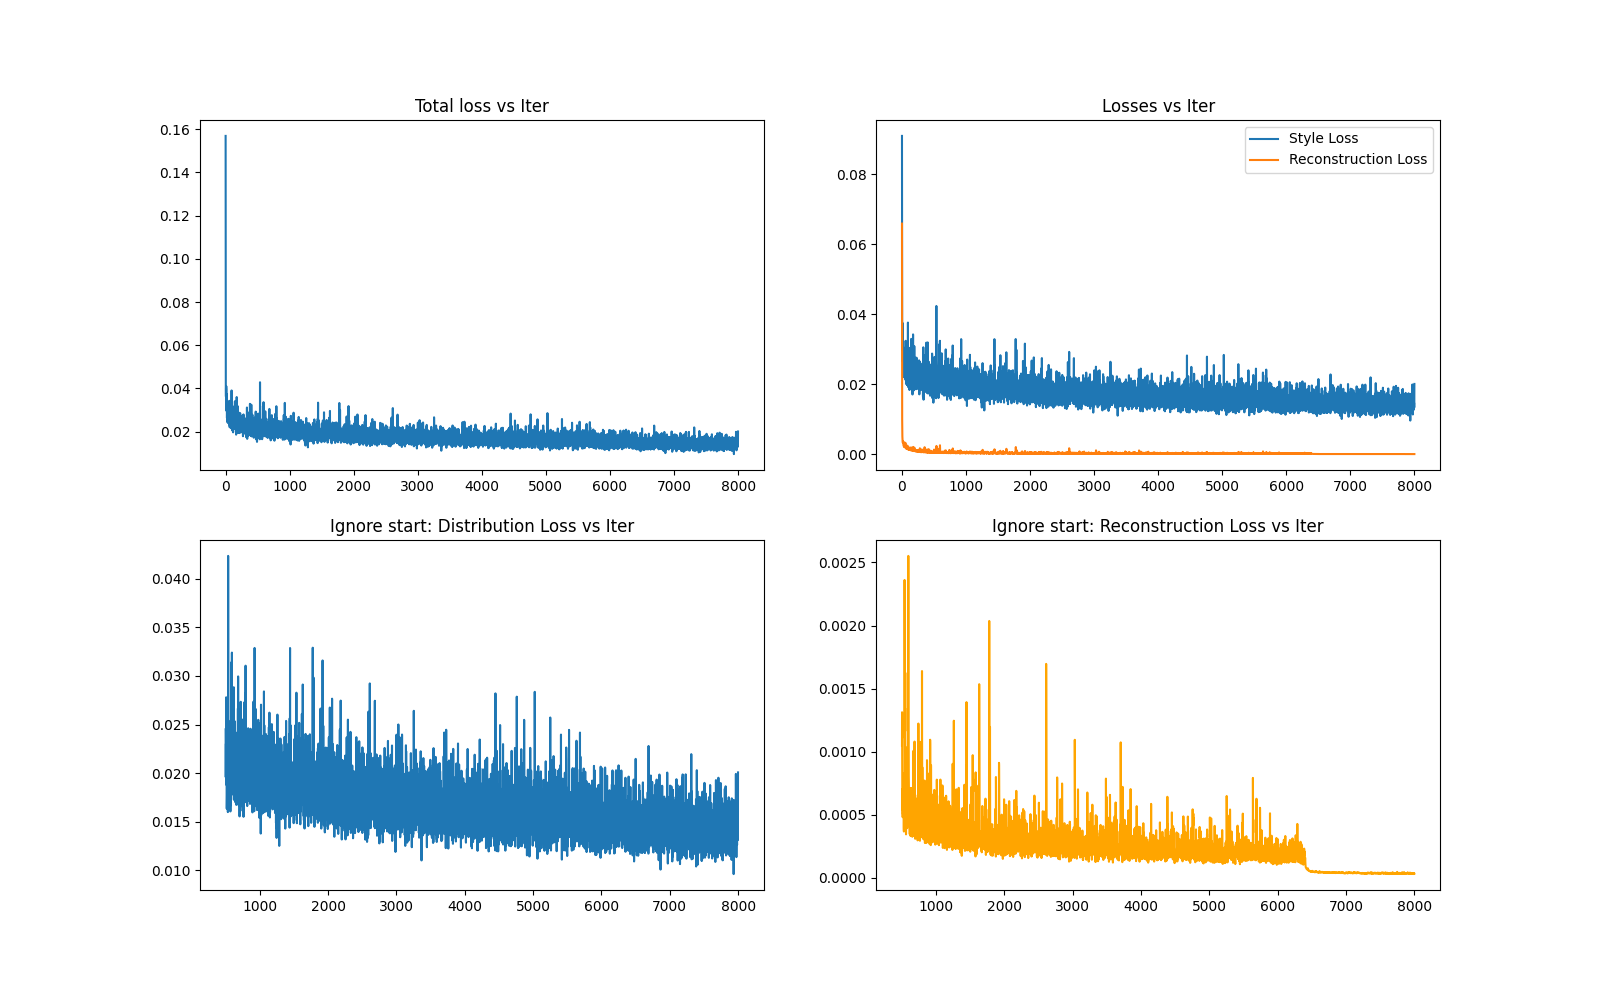 Total loss vs Iter
0.16
0.14
0.12
0.10
0.08
0.06
0.04
0.02
0 1000 2000 3000 4000 5000 6000 7000 8000
Losses vs Iter
Style Loss
Reconstruction Loss
0.08
0.06
0.04
0.02
0.00
0 1000 2000 3000 4000 5000 6000 7000 8000
Ignore start: Distribution Loss vs Iter
0.040
0.035
0.030
0.025
0.020
0.015
0.010
1000 2000 3000 4000 5000 6000 7000 8000
Ignore start: Reconstruction Loss vs Iter
0.0025
0.0020
0.0015
0.0010
0.0005
0.0000
1000 2000 3000 4000 5000 6000 7000 8000